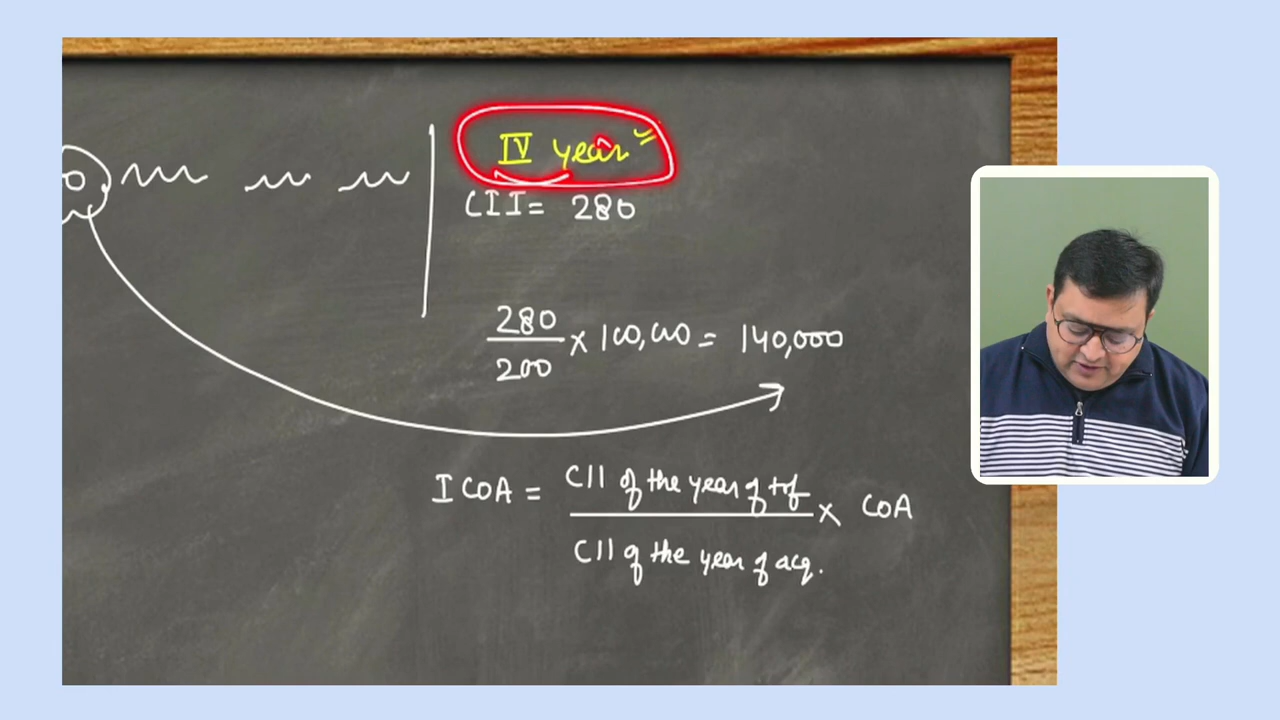 IV year
CII = 280
280
200
× 100,000 = 140,000
ICOA = CII of the year of trf × COA
CII of the year of acq.